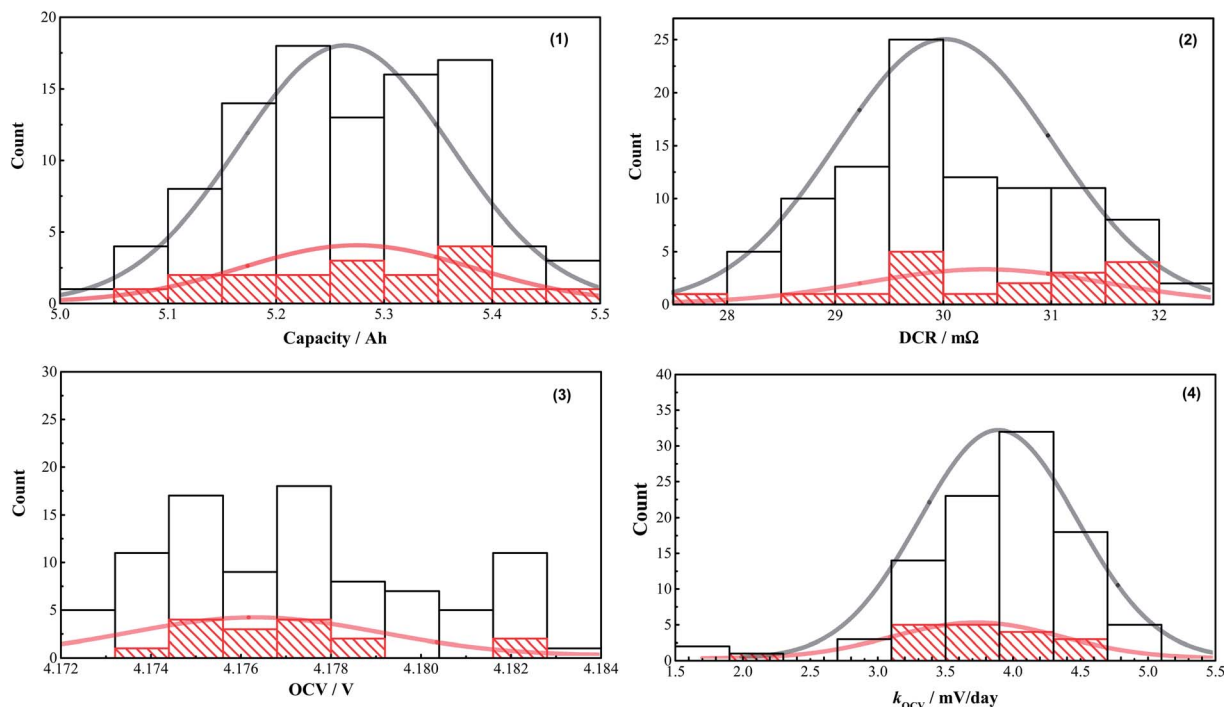 20
15
10
5
0
Count
(1)
5.0 5.1 5.2 5.3 5.4 5.5
Capacity / Ah
25
20
15
10
5
0
Count
(2)
28 29 30 31 32
DCR / mΩ
30
25
20
15
10
5
0
Count
(3)
4.172 4.174 4.176 4.178 4.180 4.182 4.184
OCV / V
40
35
30
25
20
15
10
5
0
Count
(4)
1.5 2.0 2.5 3.0 3.5 4.0 4.5 5.0 5.5
kOCV / mV/day